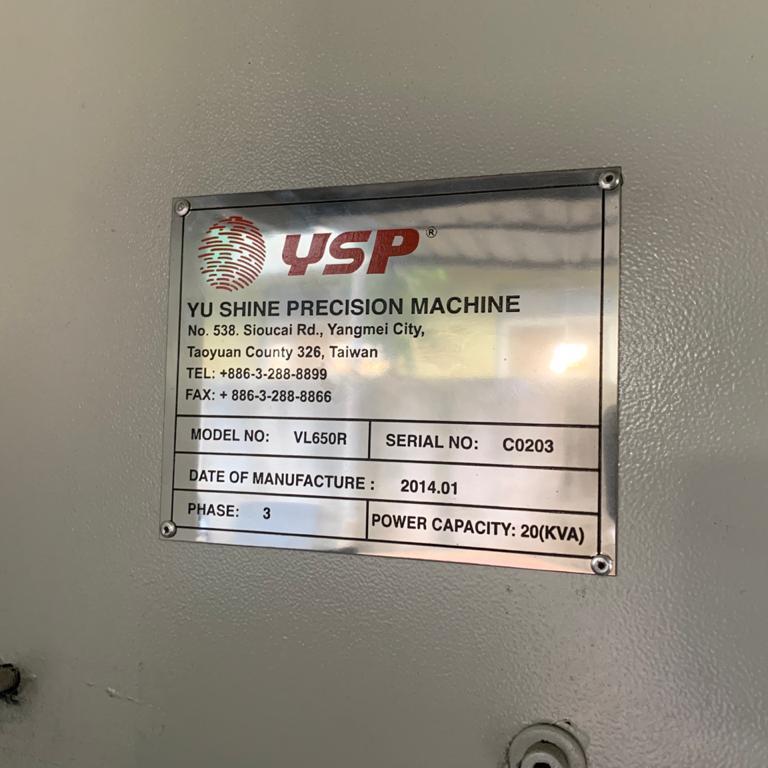 YSP®
YU SHINE PRECISION MACHINE
No. 538. Sioucai Rd., Yangmei City,
Taoyuan County 326, Taiwan
TEL: +886-3-288-8899
FAX: + 886-3-288-8866
MODEL NO: VL650R SERIAL NO: C0203
DATE OF MANUFACTURE : 2014.01
PHASE: 3 POWER CAPACITY: 20(KVA)